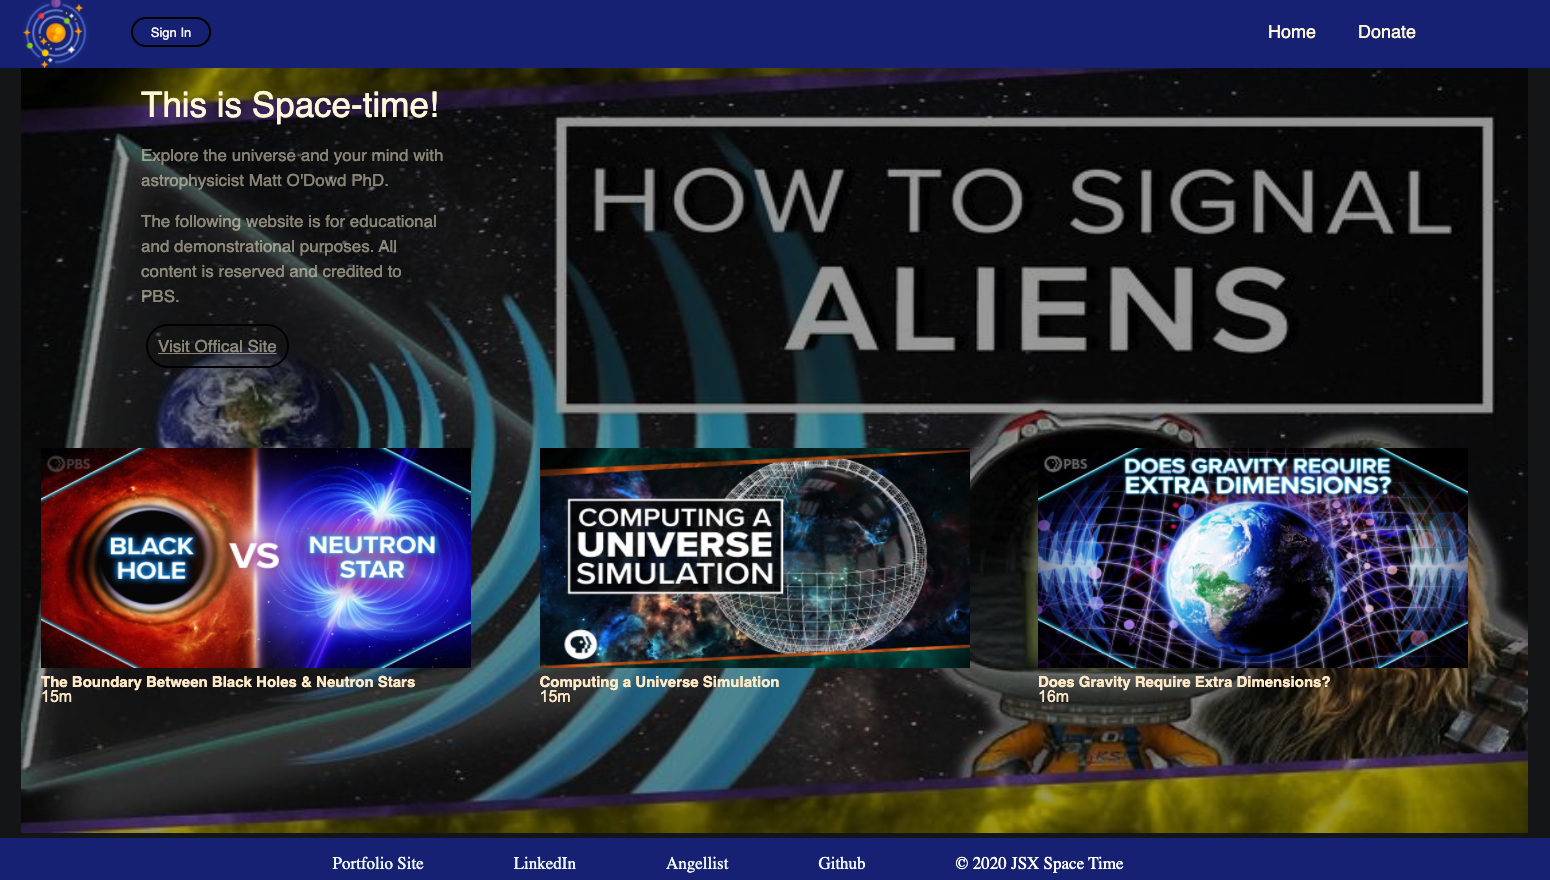 Sign In
Home
Donate
This is Space-time!
Explore the universe and your mind with
astrophysicist Matt O'Dowd PhD.
The following website is for educational
and demonstrational purposes. All
content is reserved and credited to
PBS.
Visit Offical Site
HOW TO SIGNAL
ALIENS
PBS
BLACK
HOLE
VS
NEUTRON
STAR
The Boundary Between Black Holes & Neutron Stars
15m
COMPUTING A
UNIVERSE
SIMULATION
Computing a Universe Simulation
15m
PBS
DOES GRAVITY REQUIRE
EXTRA DIMENSIONS?
Does Gravity Require Extra Dimensions?
16m
Portfolio Site
LinkedIn
Angellist
Github
© 2020 JSX Space Time